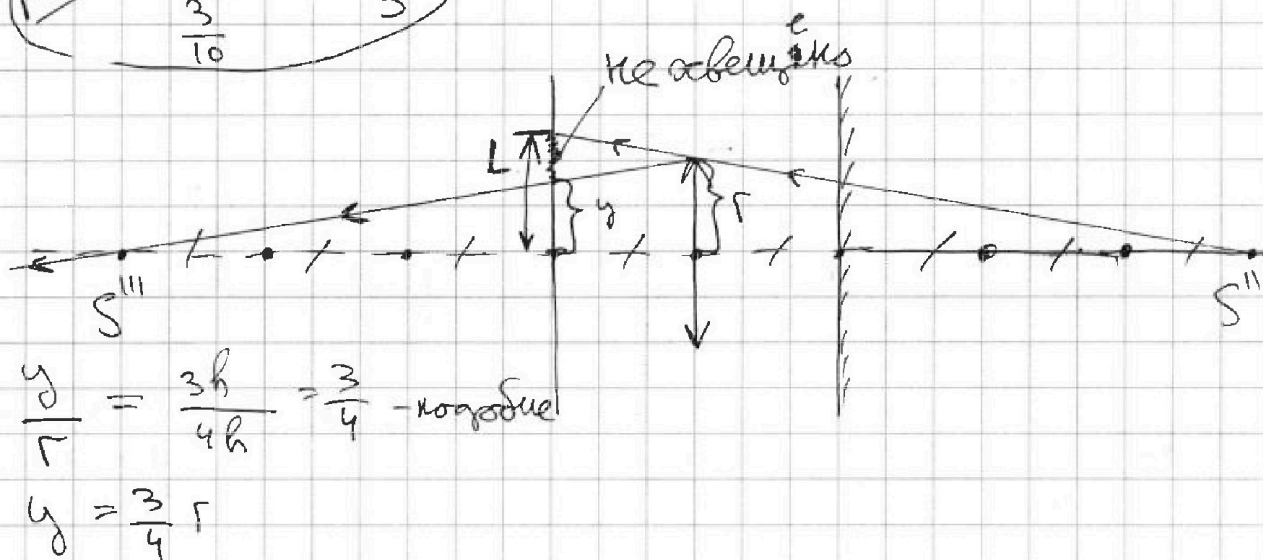 3/10
не освещено
L y r
S''' S''
y/r = 3h/4h = 3/4 - подобие
y = 3/4 r